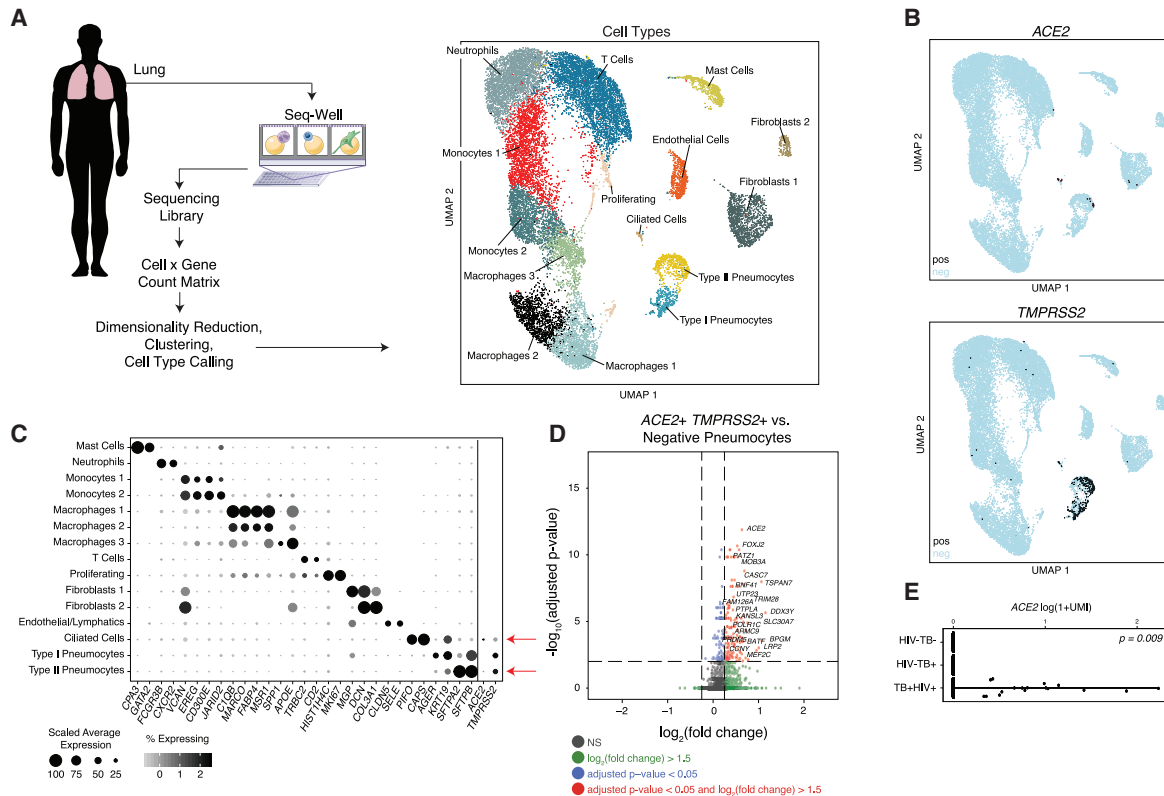 A
Lung
Seq-Well
Sequencing
Library
Cell x Gene
Count Matrix
Dimensionality Reduction,
Clustering,
Cell Type Calling
Cell Types
Neutrophils
T Cells
Mast Cells
Fibroblasts 2
Endothelial Cells
Monocytes 1
Fibroblasts 1
Proliferating
Ciliated Cells
Monocytes 2
Macrophages 3
Type II Pneumocytes
Type I Pneumocytes
Macrophages 2
Macrophages 1
UMAP 2
UMAP 1
B
ACE2
UMAP 2
pos
neg
UMAP 1
TMPRSS2
UMAP 2
pos
neg
UMAP 1
C
Mast Cells
Neutrophils
Monocytes 1
Monocytes 2
Macrophages 1
Macrophages 2
Macrophages 3
T Cells
Proliferating
Fibroblasts 1
Fibroblasts 2
Endothelial/Lymphatics
Ciliated Cells
Type I Pneumocytes
Type II Pneumocytes
CPA3
GATA2
FCGR3B
CXCR2
VCAN
EREG
CD300E
JARID2
C1QB
MARCO
FABP4
MSR1
SPP1
APOE
TRBC2
CD2
HIST1H4C
MKI67
MGP
DCN
COL3A1
CLDN5
SELE
PIFO
CAPS
AGER
KRT19
SFTPA2
SFTPB
ACE2
TMPRSS2
Scaled Average
Expression
100 75 50 25
% Expressing
0 1 2
D
ACE2+ TMPRSS2+ vs.
Negative Pneumocytes
-log10(adjusted p-value)
15
10
5
0
ACE2
FOXJ2
PATZ1
MOB3A
CASC7
RNF41
TSPAN7
UTP23
FAM126A
TRIM28
PTPLA
DDX3Y
KANSL3
POLR1C
SLC30A7
ARMC9
PRDM5
BATF
BPGM
CGNY
LRP2
MEF2C
-2 -1 0 1 2
log2(fold change)
NS
log2(fold change) > 1.5
adjusted p-value < 0.05
adjusted p-value < 0.05 and log2(fold change) > 1.5
E
ACE2 log(1+UMI)
0 1 2
p = 0.009
HIV-TB-
HIV-TB+
TB+HIV+